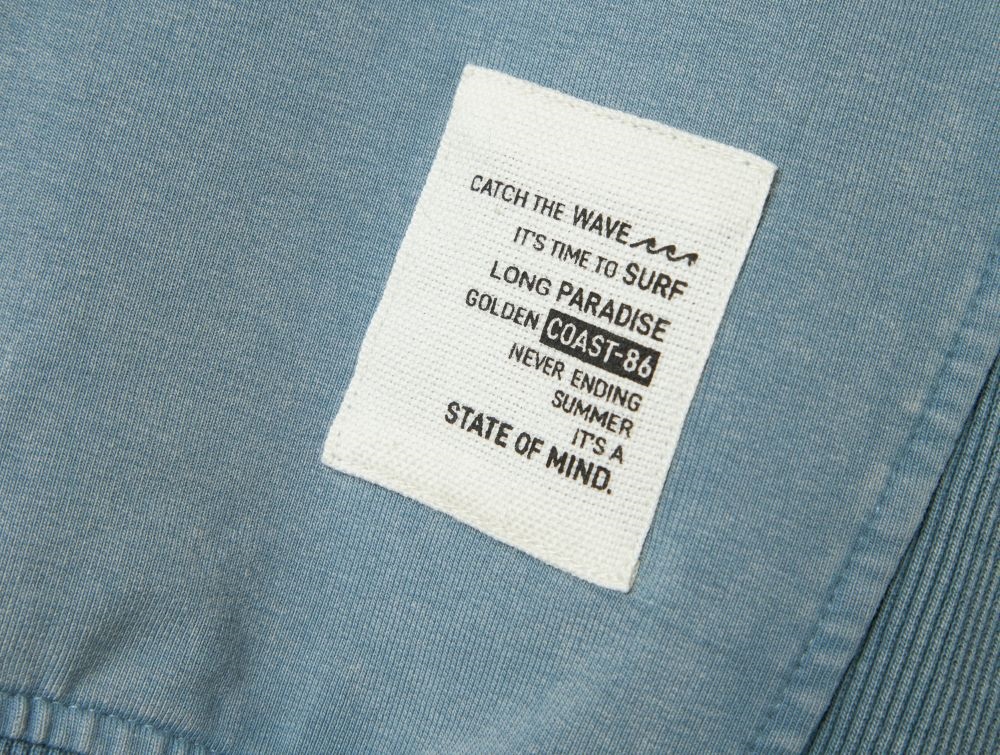 CATCH THE WAVE
IT'S TIME TO SURF
LONG PARADISE
GOLDEN COAST-86
NEVER ENDING
SUMMER
IT'S A
STATE OF MIND.